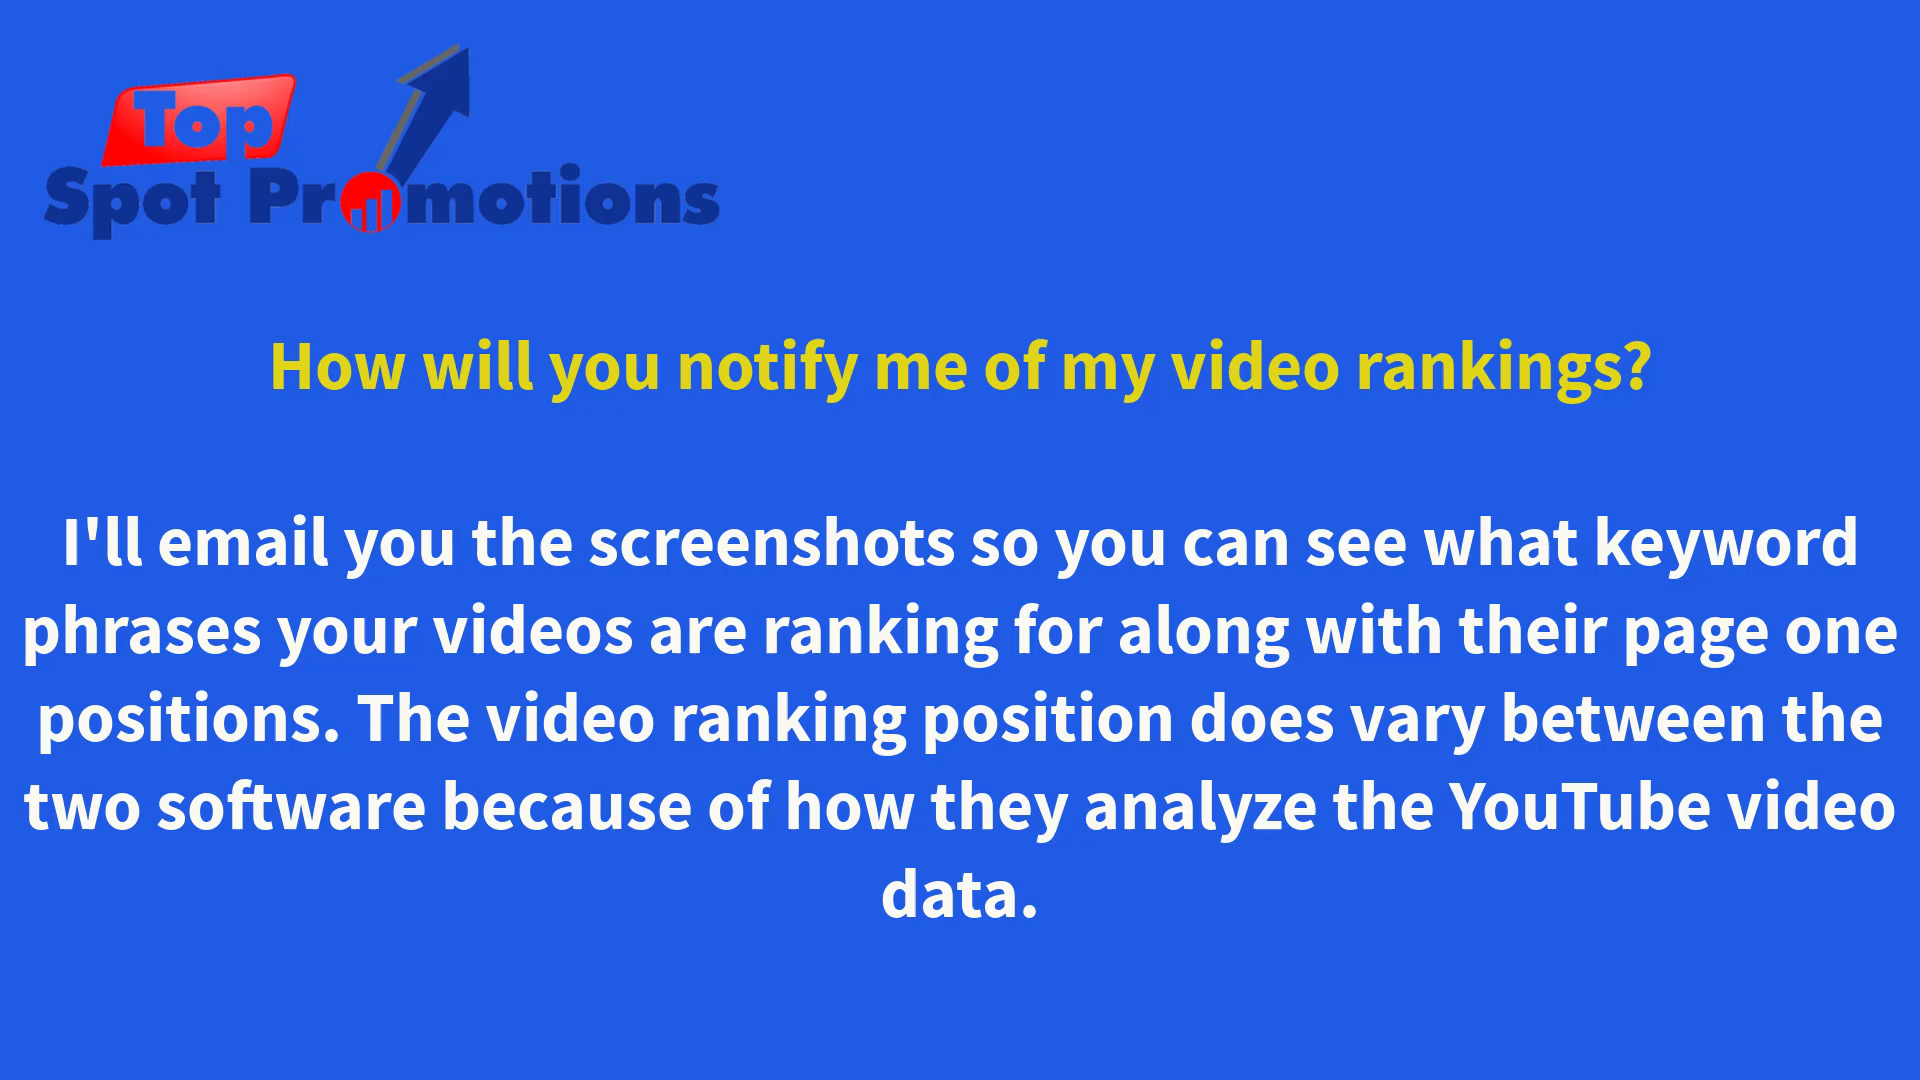 Top
Spot Promotions
How will you notify me of my video rankings?
I'll email you the screenshots so you can see what keyword
phrases your videos are ranking for along with their page one
positions. The video ranking position does vary between the
two software because of how they analyze the YouTube video
data.